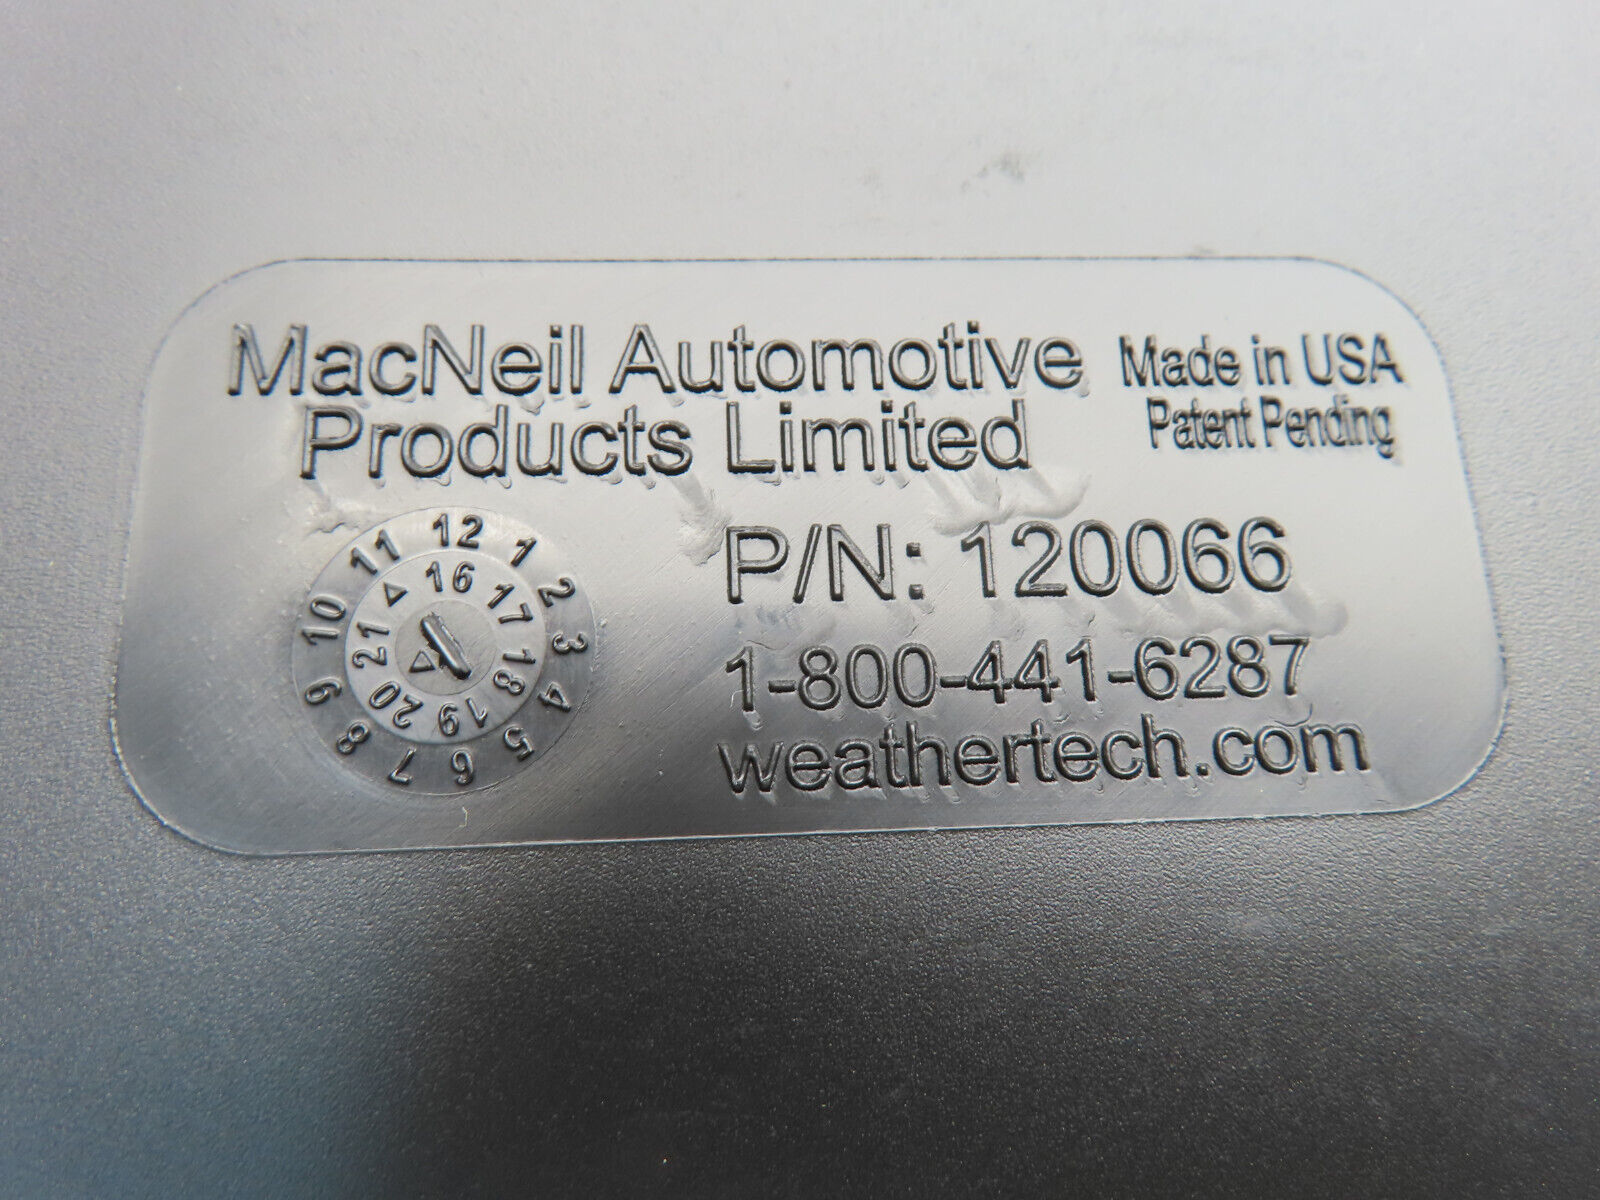 MacNeil Automotive
Products Limited
Made in USA
Patent Pending
12 1 2 3 4 5 6 7 8 9 10 11
16 17 18 19 20 21
P/N: 120066
1-800-441-6287
weathertech.com